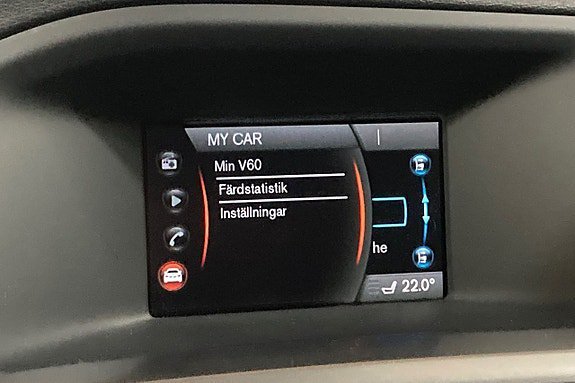 MY CAR
Min V60
Färdstatistik
Inställningar
he
22.0°